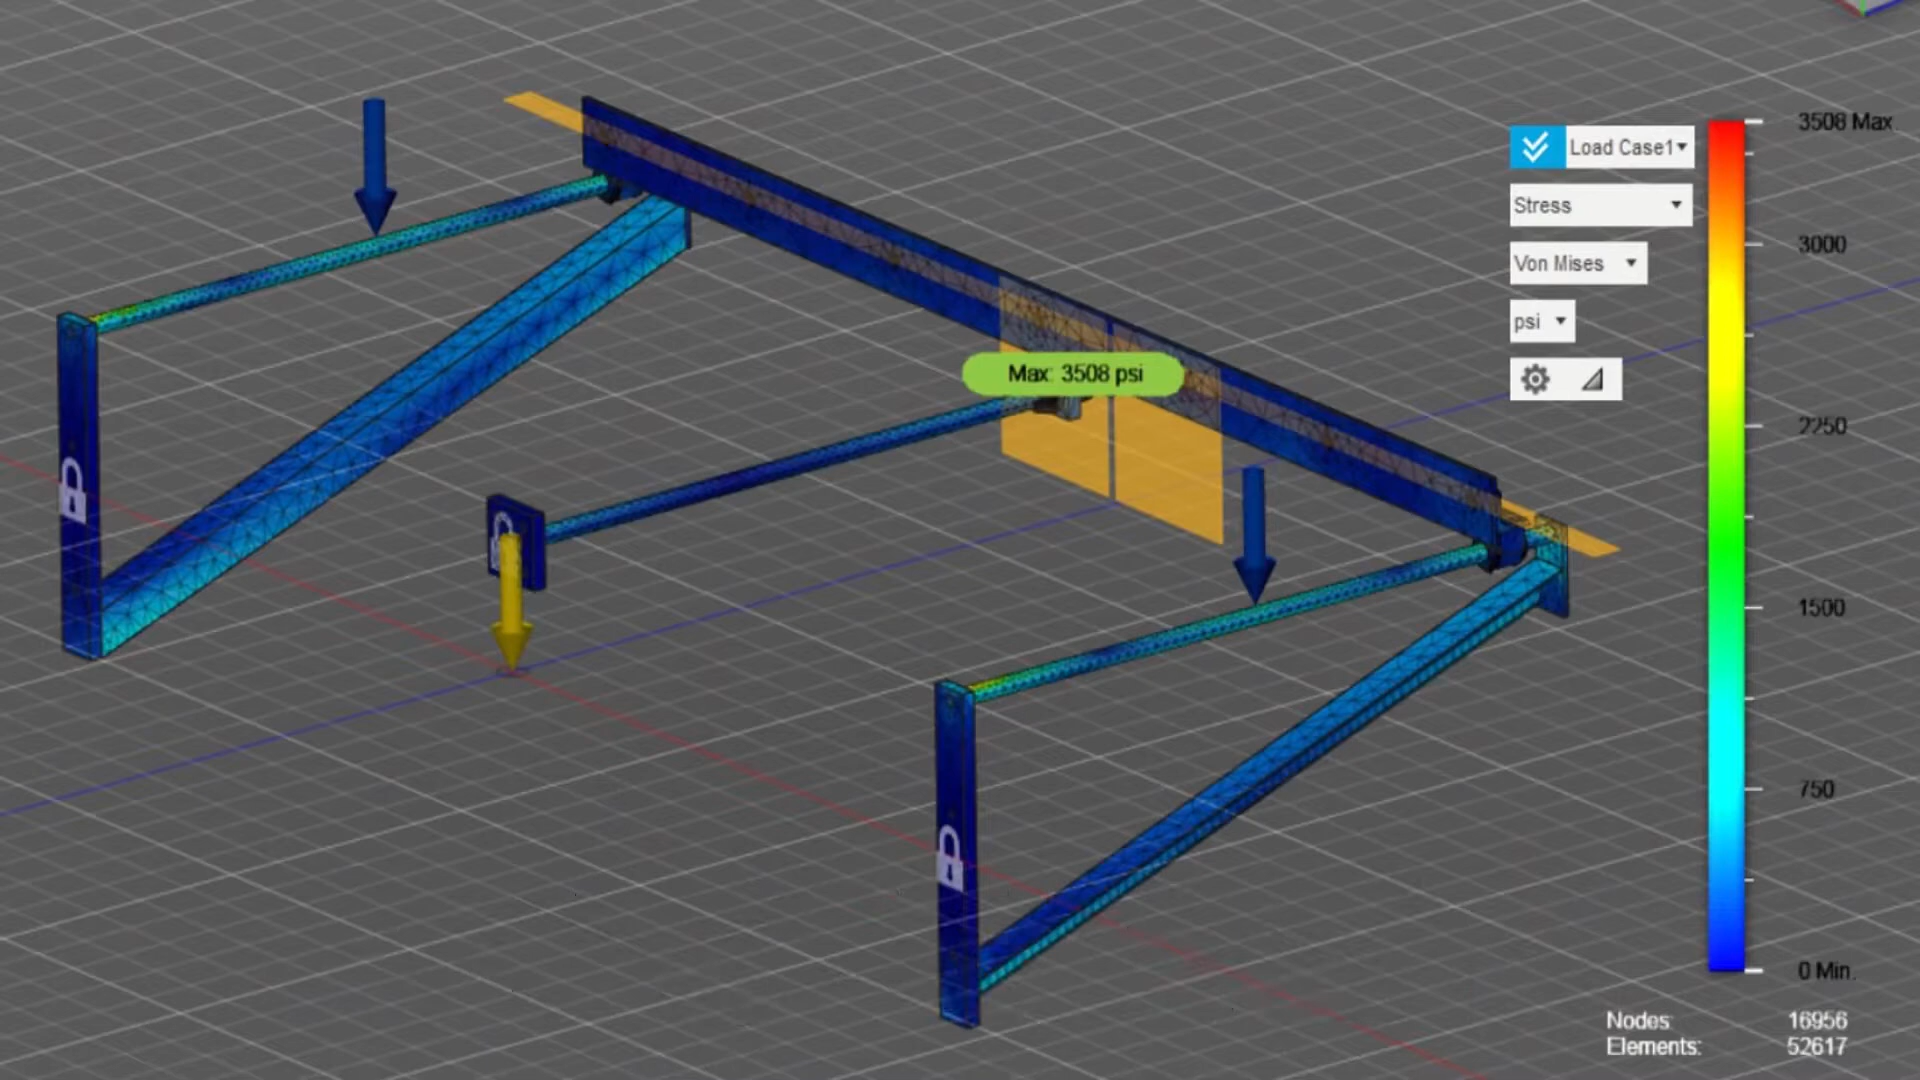 Max: 3508 psi
Load Case1
Stress
Von Mises
psi
3508 Max.
3000
2250
1500
750
0 Min.
Nodes: 16956
Elements: 52617